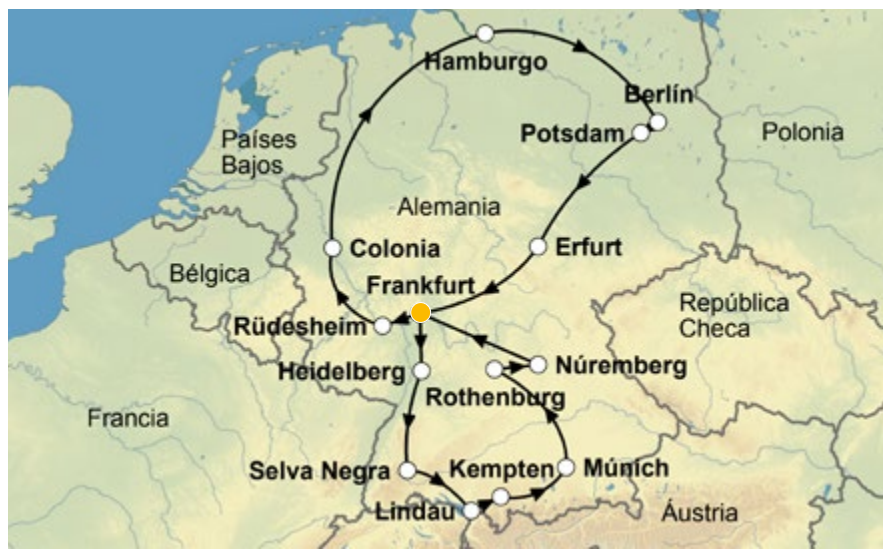 Hamburgo
Berlín
Potsdam
Polonia
Países
Bajos
Alemania
Colonia
Erfurt
Bélgica
Frankfurt
República
Checa
Rüdesheim
Heidelberg
Núremberg
Rothenburg
Francia
Selva Negra
Kempten
Múnich
Lindau
Áustria